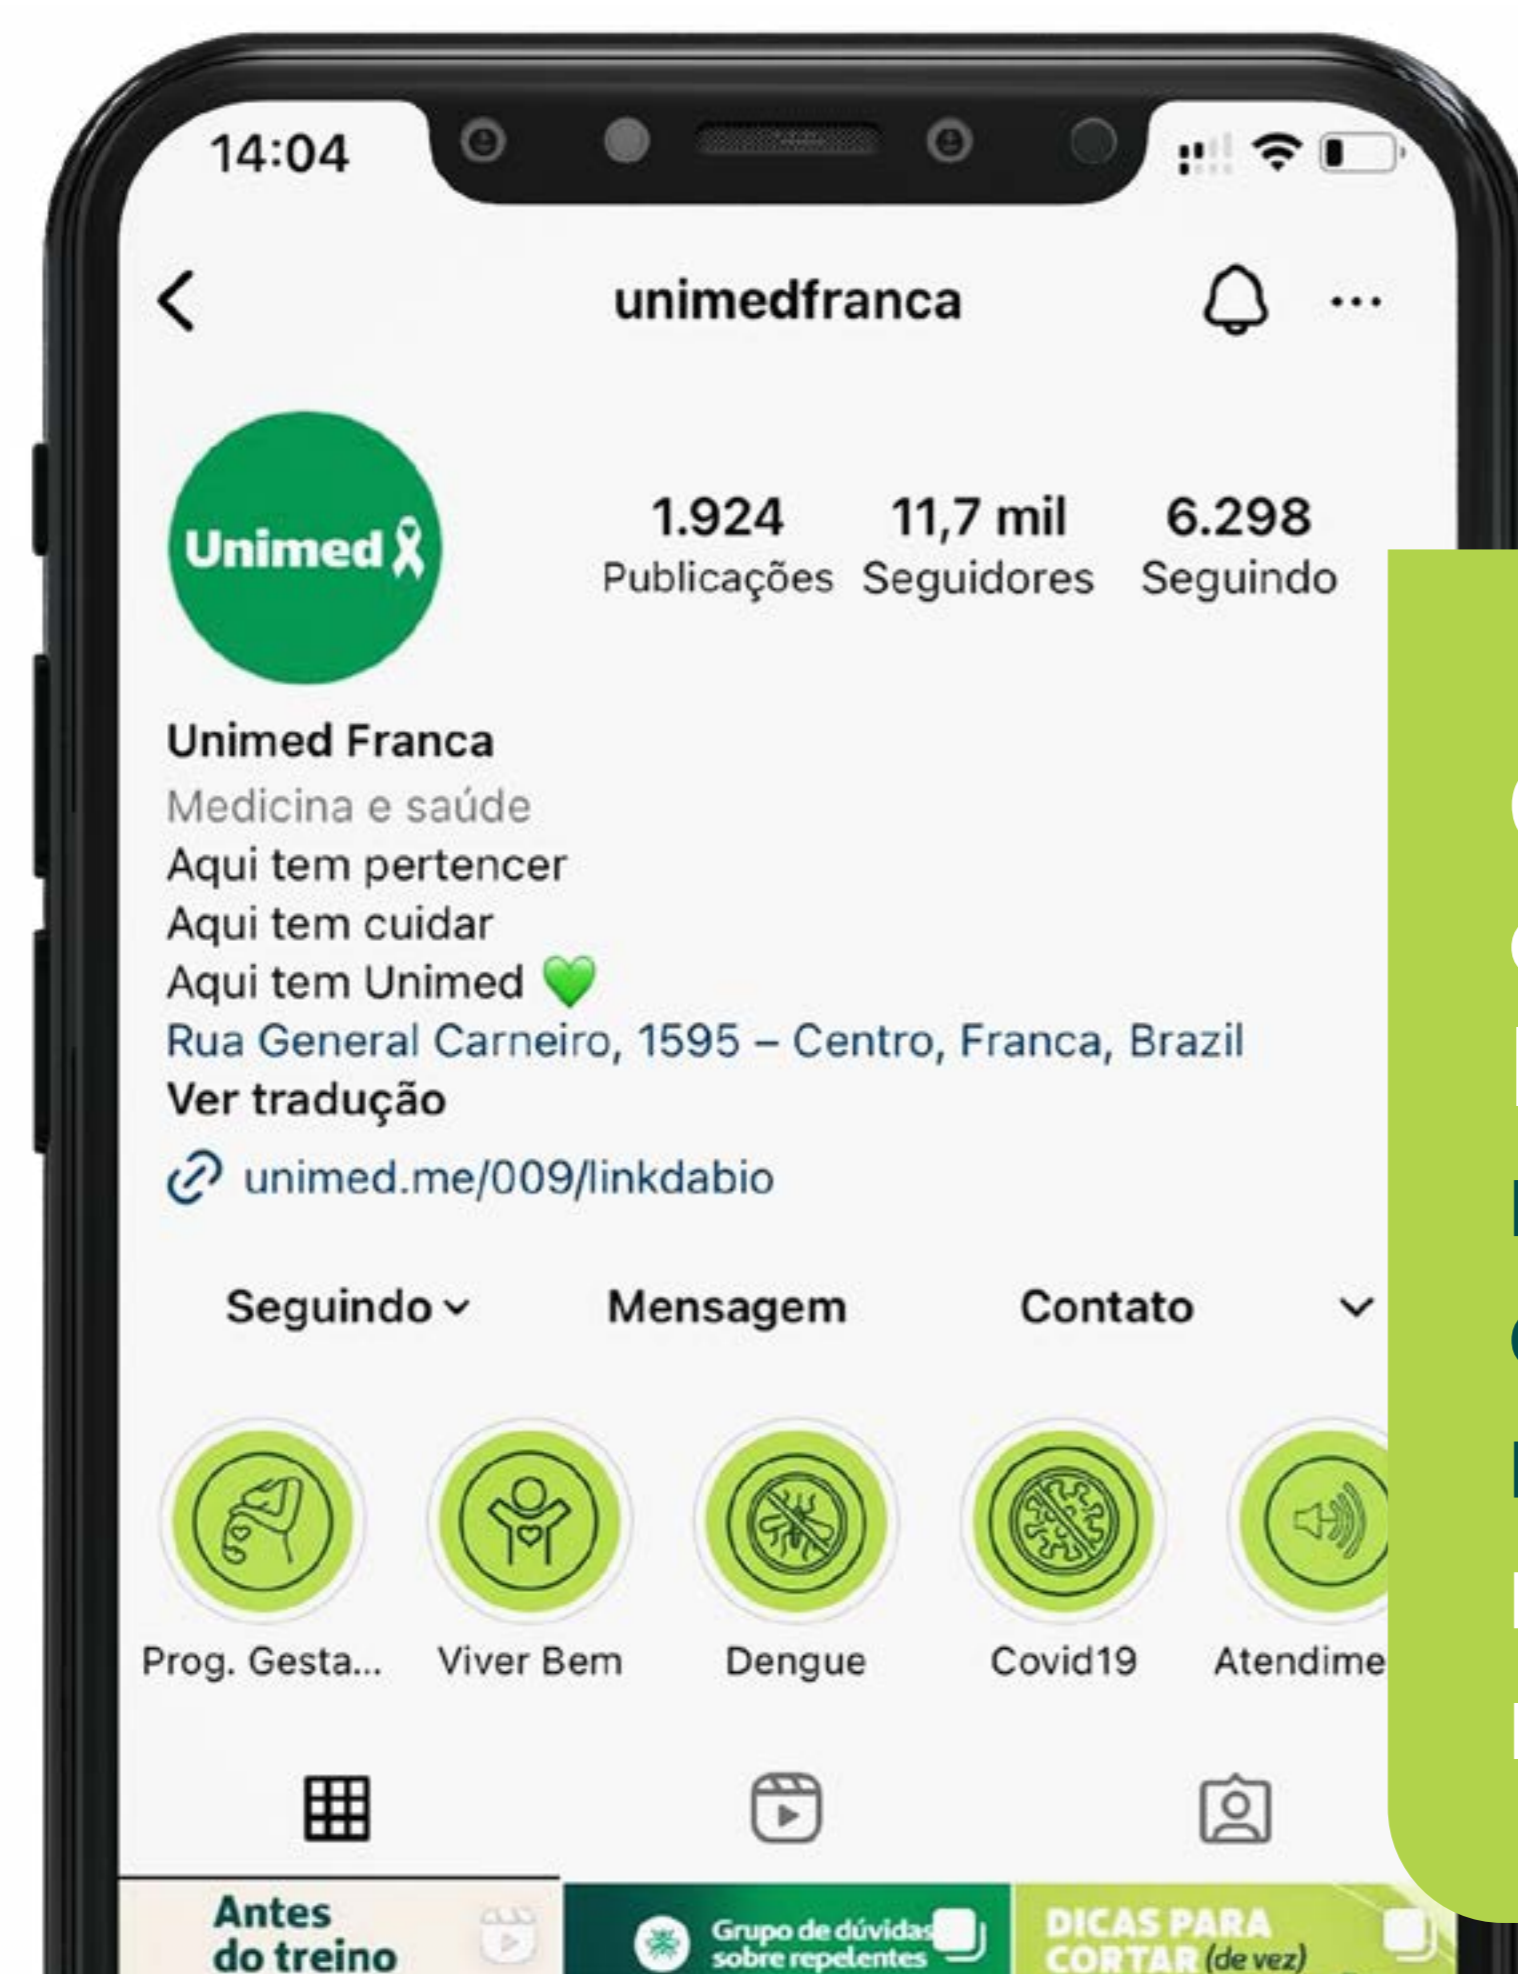 14:04
unimedfranca
Unimed
1.924 11,7 mil 6.298
Publicações Seguidores Seguindo
Unimed Franca
Medicina e saúde
Aqui tem pertencer
Aqui tem cuidar
Aqui tem Unimed 💚
Rua General Carneiro, 1595 – Centro, Franca, Brazil
Ver tradução
unimed.me/009/linkdabio
Seguindo Mensagem Contato
Prog. Gesta... Viver Bem Dengue Covid19 Atendime
Antes
do treino
Grupo de dúvidas
sobre repelentes
DICAS PARA
CORTAR (de vez)